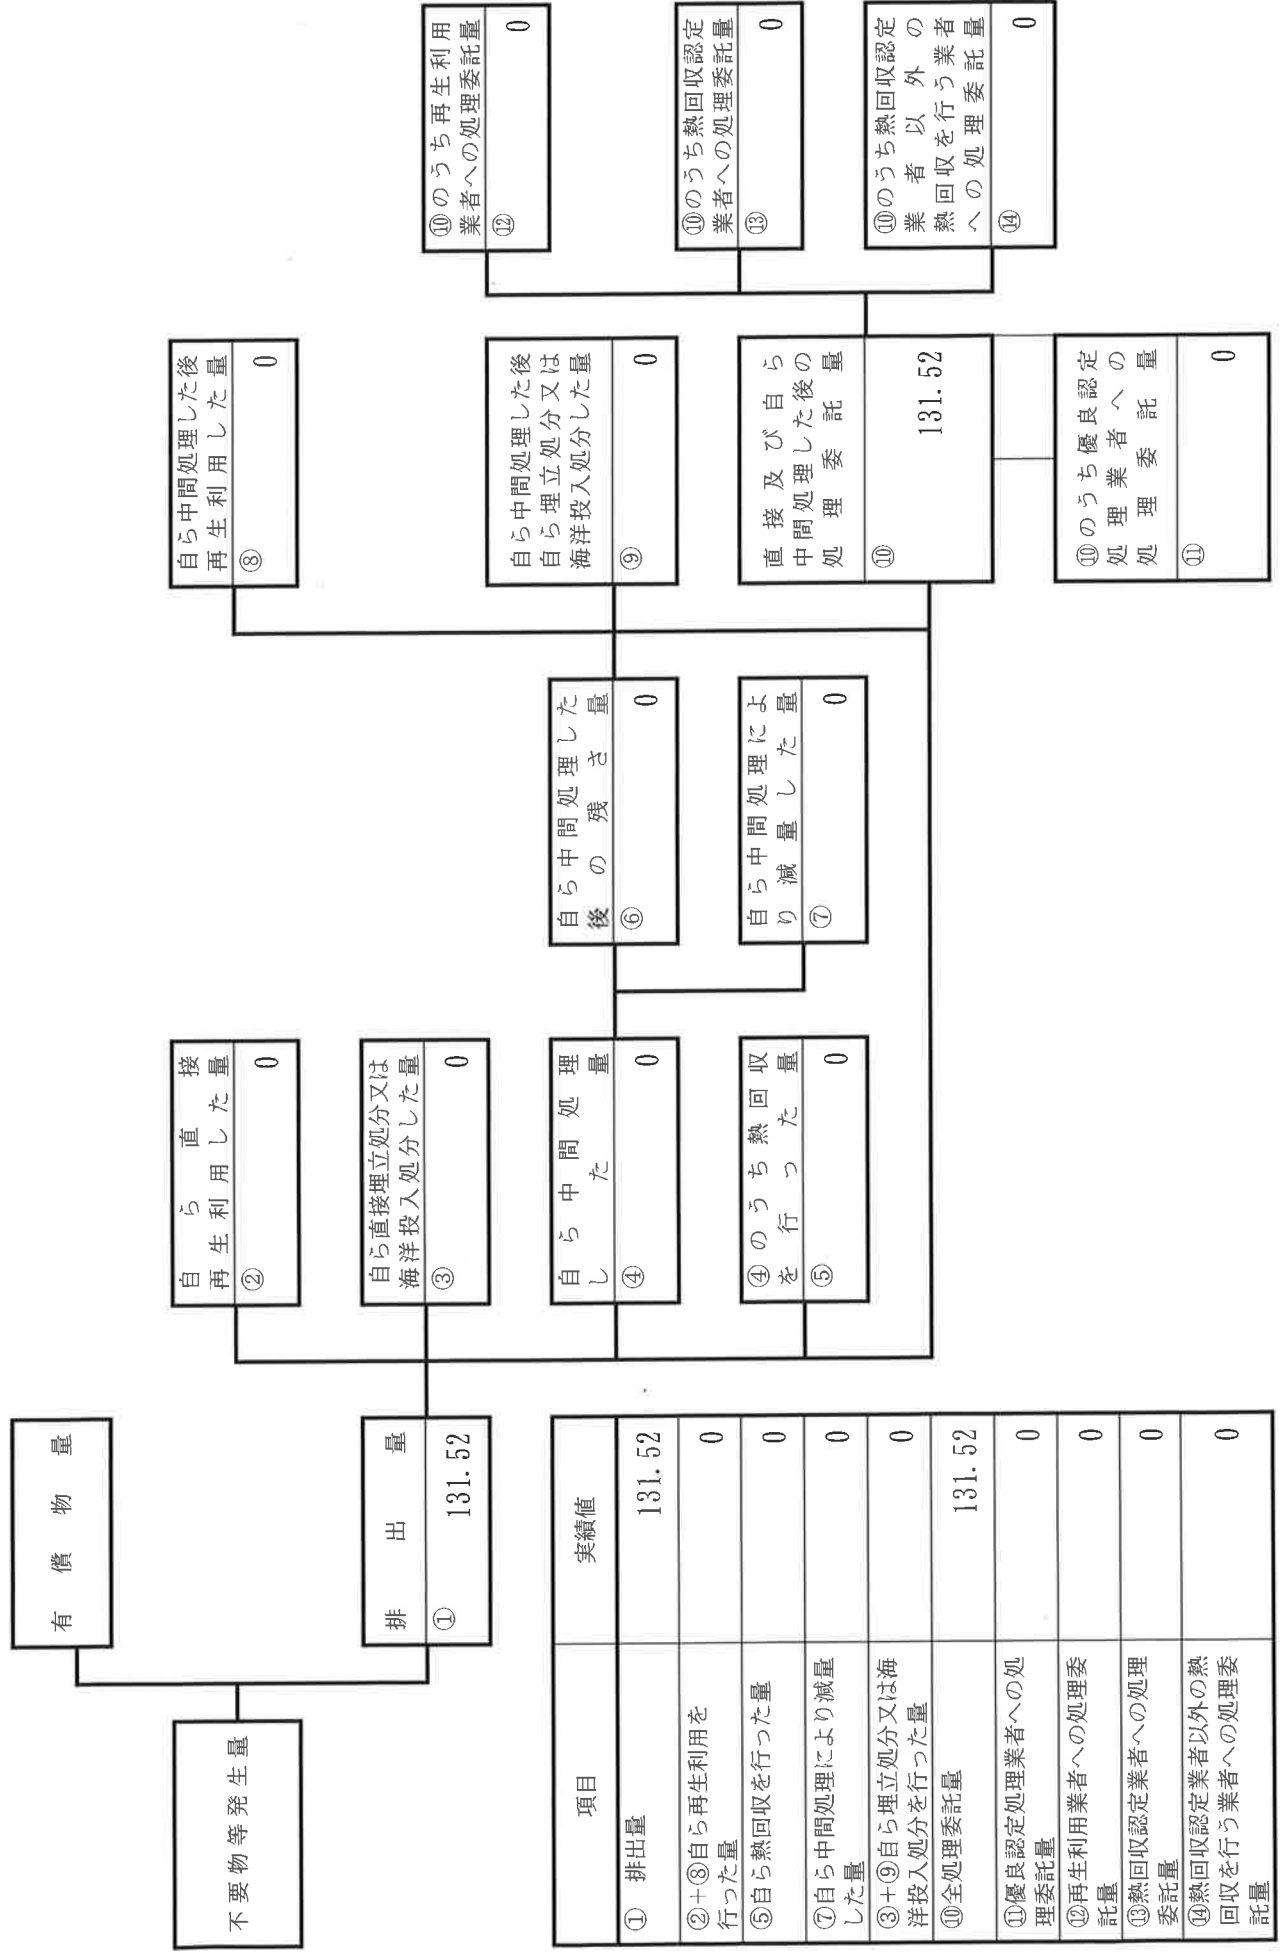 不要物等発生量
有償物量
排出量
① 131.52
自ら直接
再生利用した量
② 0
自ら直接埋立処分又は
海洋投入処分した量
③ 0
自ら中間処理
した量
④ 0
④のうち熱回収
を行った量
⑤ 0
自ら中間処理した
後の残さ量
⑥ 0
自ら中間処理によ
り減量した量
⑦ 0
自ら中間処理した後
再生利用した量
⑧ 0
自ら中間処理した後
自ら埋立処分又は
海洋投入処分した量
⑨ 0
直接及び自ら
中間処理した後の
処理委託量
⑩ 131.52
⑩のうち優良認定
処理業者への
処理委託量
⑪ 0
⑩のうち再生利用
業者への処理委託量
⑫ 0
⑩のうち熱回収認定
業者への処理委託量
⑬ 0
⑩のうち熱回収認定
業者以外の
熱回収を行う業者
への処理委託量
⑭ 0
項目 実績値
① 排出量 131.52
②+⑧自ら再生利用を
行った量 0
⑤自ら熱回収を行った量 0
⑦自ら中間処理により減量
した量 0
③+⑨自ら埋立処分又は海
洋投入処分を行った量 0
⑩全処理委託量 131.52
⑪優良認定処理業者への処
理委託量 0
⑫再生利用業者への処理委
託量 0
⑬熱回収認定業者への処理
委託量 0
⑭熱回収認定業者以外の熱
回収を行う業者への処理委
託量 0